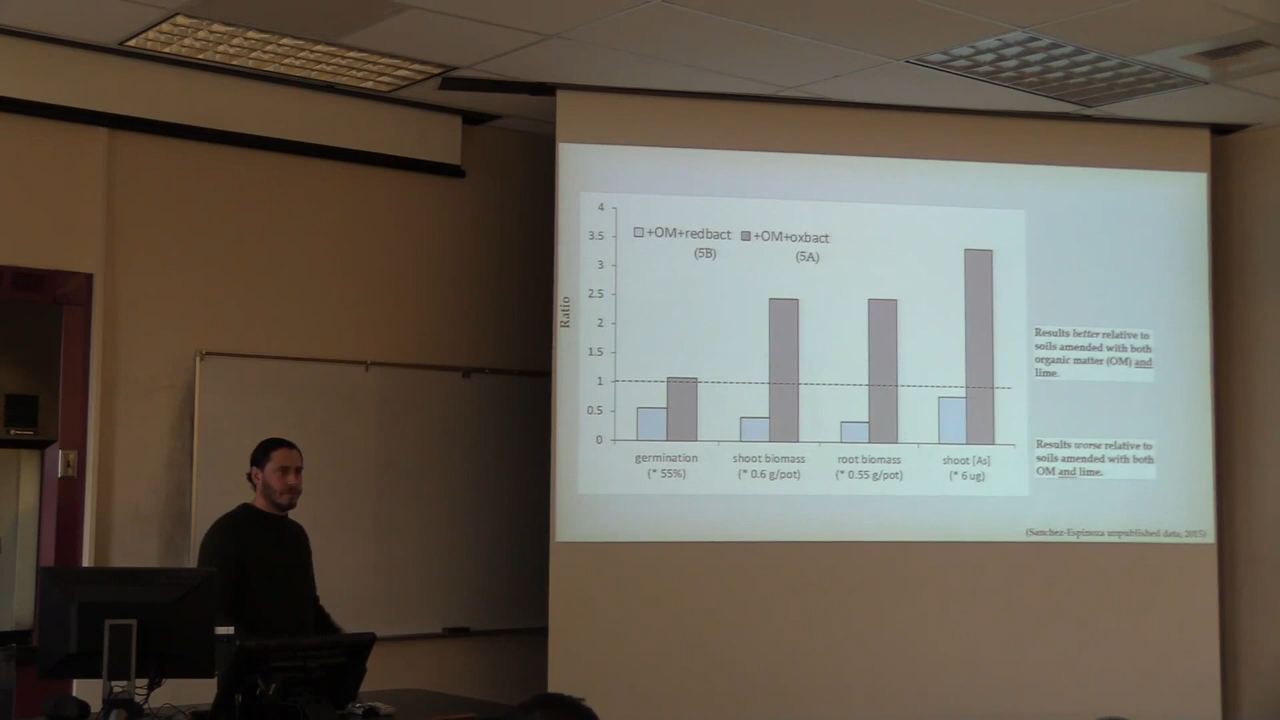 4
3.5
3
2.5
2
1.5
1
0.5
0
Ratio
+OM+redbact +OM+oxbact
(5B) (5A)
germination shoot biomass root biomass shoot [As]
(* 55%) (* 0.6 g/pot) (* 0.55 g/pot) (* 6 ug)
Results better relative to
soils amended with both
organic matter (OM) and
lime.
Results worse relative to
soils amended with both
OM and lime.
(Sanchez-Espinoza unpublished data, 2015)